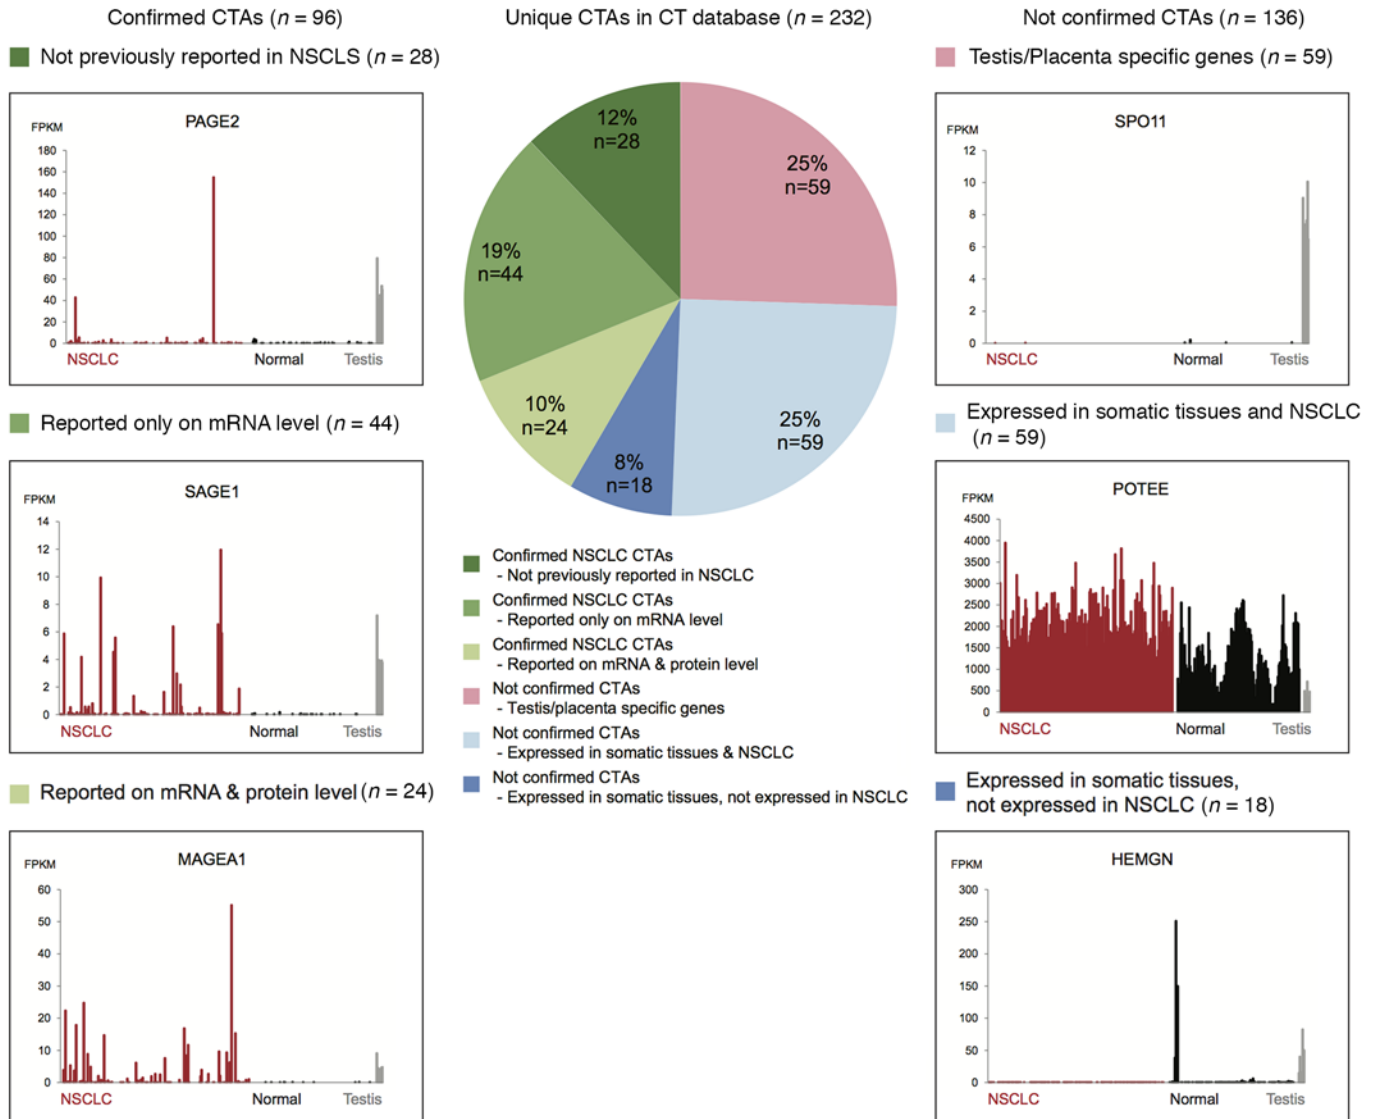 Confirmed CTAs (n = 96)
Not previously reported in NSCLS (n = 28)
PAGE2
FPKM
180
160
140
120
100
80
60
40
20
0
NSCLC Normal Testis
Reported only on mRNA level (n = 44)
SAGE1
FPKM
14
12
10
8
6
4
2
0
NSCLC Normal Testis
Reported on mRNA & protein level (n = 24)
MAGEA1
FPKM
60
50
40
30
20
10
0
NSCLC Normal Testis
Unique CTAs in CT database (n = 232)
12%
n=28
25%
n=59
19%
n=44
10%
n=24
8%
n=18
25%
n=59
Confirmed NSCLC CTAs
- Not previously reported in NSCLC
Confirmed NSCLC CTAs
- Reported only on mRNA level
Confirmed NSCLC CTAs
- Reported on mRNA & protein level
Not confirmed CTAs
- Testis/placenta specific genes
Not confirmed CTAs
- Expressed in somatic tissues & NSCLC
Not confirmed CTAs
- Expressed in somatic tissues, not expressed in NSCLC
Not confirmed CTAs (n = 136)
Testis/Placenta specific genes (n = 59)
SPO11
FPKM
12
10
8
6
4
2
0
NSCLC Normal Testis
Expressed in somatic tissues and NSCLC
(n = 59)
POTEE
FPKM
4500
4000
3500
3000
2500
2000
1500
1000
500
0
NSCLC Normal Testis
Expressed in somatic tissues,
not expressed in NSCLC (n = 18)
HEMGN
FPKM
300
250
200
150
100
50
0
NSCLC Normal Testis